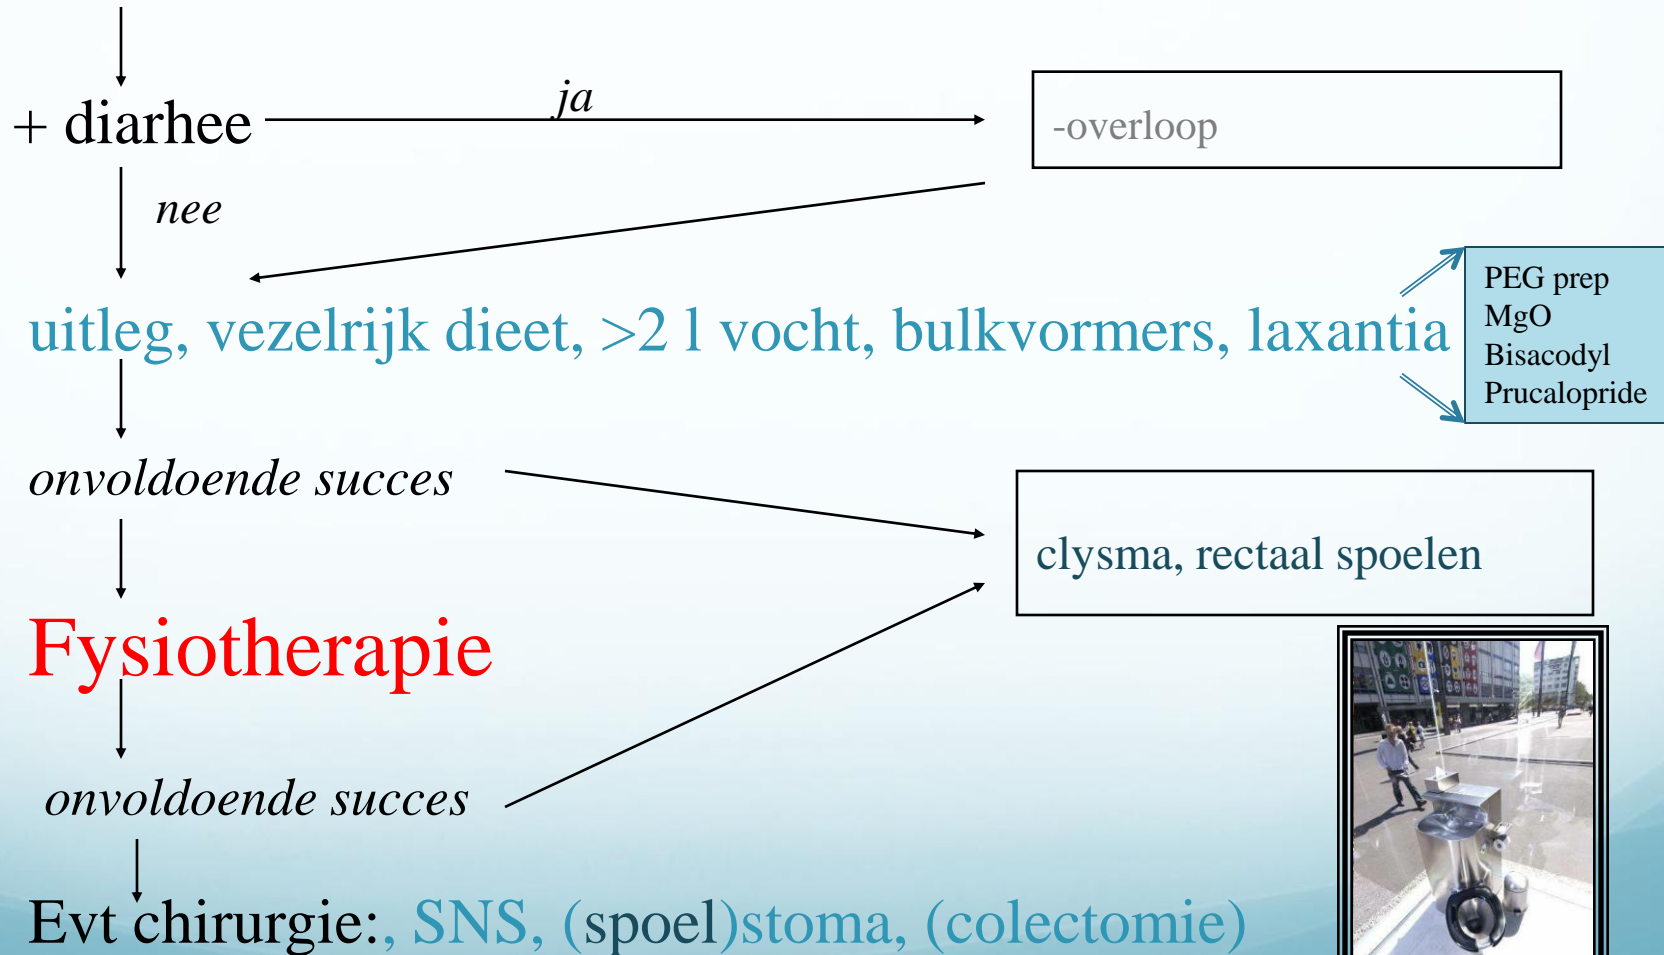 + diarhee
ja
-overloop
nee
uitleg, vezelrijk dieet, >2 l vocht, bulkvormers, laxantia
PEG prep
MgO
Bisacodyl
Prucalopride
onvoldoende succes
clysma, rectaal spoelen
Fysiotherapie
onvoldoende succes
Evt chirurgie:, SNS, (spoel)stoma, (colectomie)